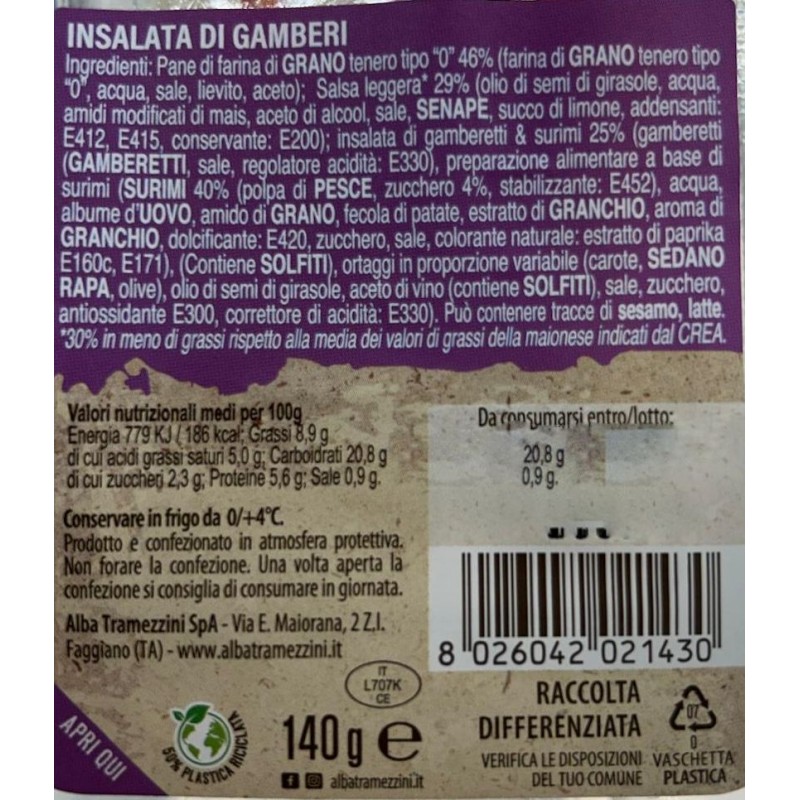 INSALATA DI GAMBERI
Ingredienti: Pane di farina di GRANO tenero tipo "0" 46% (farina di GRANO tenero tipo
"0", acqua, sale, lievito, aceto); Salsa leggera* 29% (olio di semi di girasole, acqua,
amidi modificati di mais, aceto di alcool, sale, SENAPE, succo di limone, addensanti:
E412, E415, conservante: E200); insalata di gamberetti & surimi 25% (gamberetti
(GAMBERETTI, sale, regolatore acidità: E330), preparazione alimentare a base di
surimi (SURIMI 40% (polpa di PESCE, zucchero 4%, stabilizzante: E452), acqua,
albume d'UOVO, amido di GRANO, fecola di patate, estratto di GRANCHIO, aroma di
GRANCHIO, dolcificante: E420, zucchero, sale, colorante naturale: estratto di paprika
E160c, E171), (Contiene SOLFITI), ortaggi in proporzione variabile (carote, SEDANO
RAPA, olive), olio di semi di girasole, aceto di vino (contiene SOLFITI), sale, zucchero,
antiossidante E300, correttore di acidità: E330). Può contenere tracce di sesamo, latte.
*30% in meno di grassi rispetto alla media dei valori di grassi della maionese indicati dal CREA.
Valori nutrizionali medi per 100g
Energia 779 KJ / 186 kcal; Grassi 8,9 g
di cui acidi grassi saturi 5,0 g; Carboidrati 20,8 g
di cui zuccheri 2,3 g; Proteine 5,6 g; Sale 0,9 g.
Da consumarsi entro/lotto:
20,8 g
0,9 g.
Conservare in frigo da 0/+4°C.
Prodotto e confezionato in atmosfera protettiva.
Non forare la confezione. Una volta aperta la
confezione si consiglia di consumare in giornata.
Alba Tramezzini SpA - Via E. Maiorana, 2 Z.I.
Faggiano (TA) - www.albatramezzini.it
8 026042 021430
IT
L707K
CE
APRI QUI
50% PLASTICA RICICLATA
140 g e
albatramezzini.it
RACCOLTA
DIFFERENZIATA
VERIFICA LE DISPOSIZIONI
DEL TUO COMUNE
07
0
VASCHETTA
PLASTICA